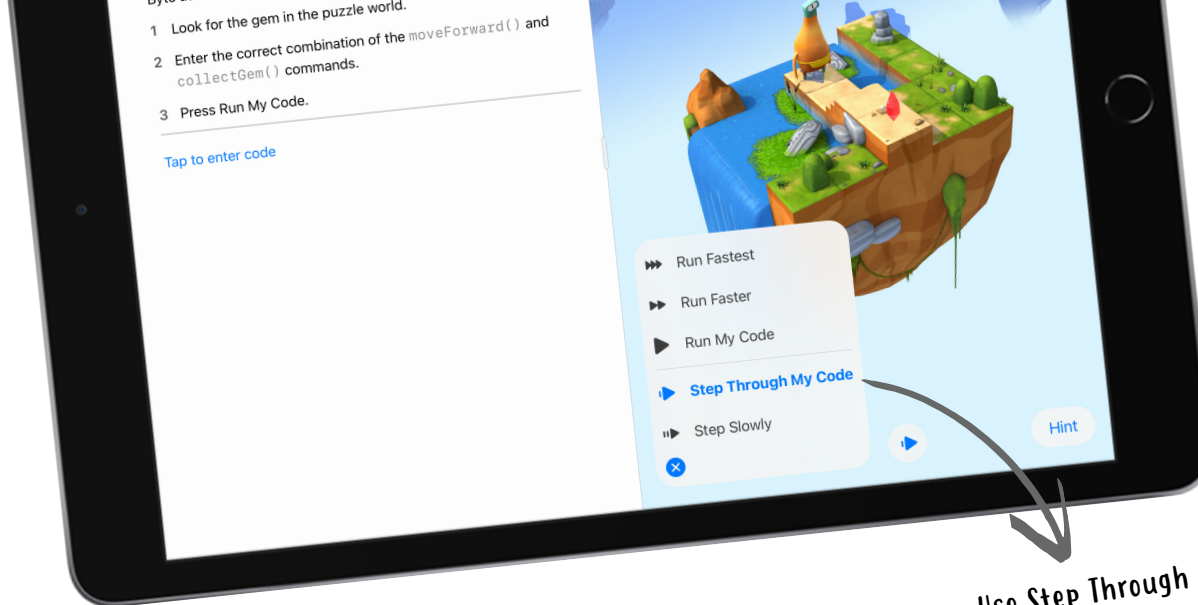 1 Look for the gem in the puzzle world.
2 Enter the correct combination of the moveForward() and
collectGem() commands.
3 Press Run My Code.
Tap to enter code
Run Fastest
Run Faster
Run My Code
Step Through My Code
Step Slowly
Hint
Use Step Through